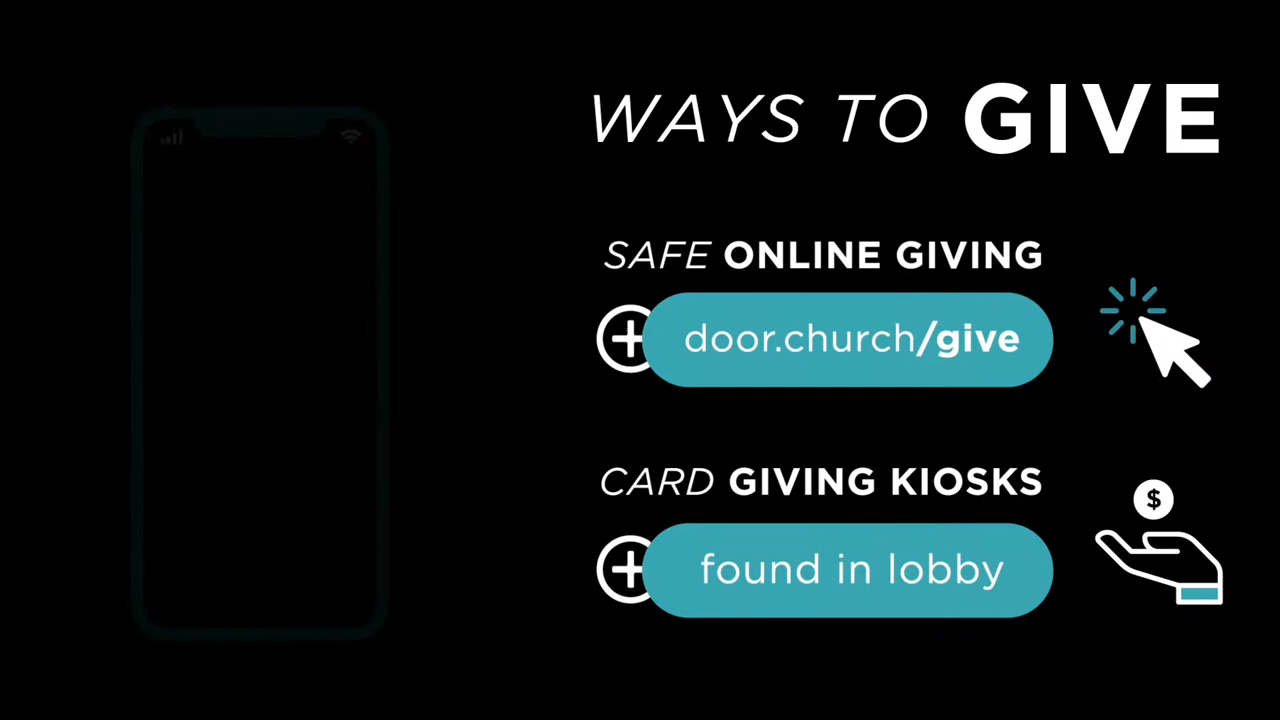 WAYS TO GIVE
SAFE ONLINE GIVING
door.church/give
CARD GIVING KIOSKS
$
found in lobby